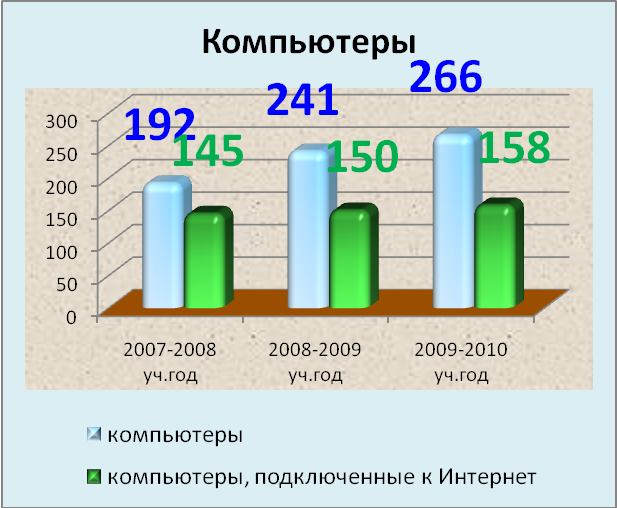 Компьютеры
266
241
192
145
150
158
300
250
200
150
100
50
0
2007-2008
уч.год
2008-2009
уч.год
2009-2010
уч.год
компьютеры
компьютеры, подключенные к Интернет